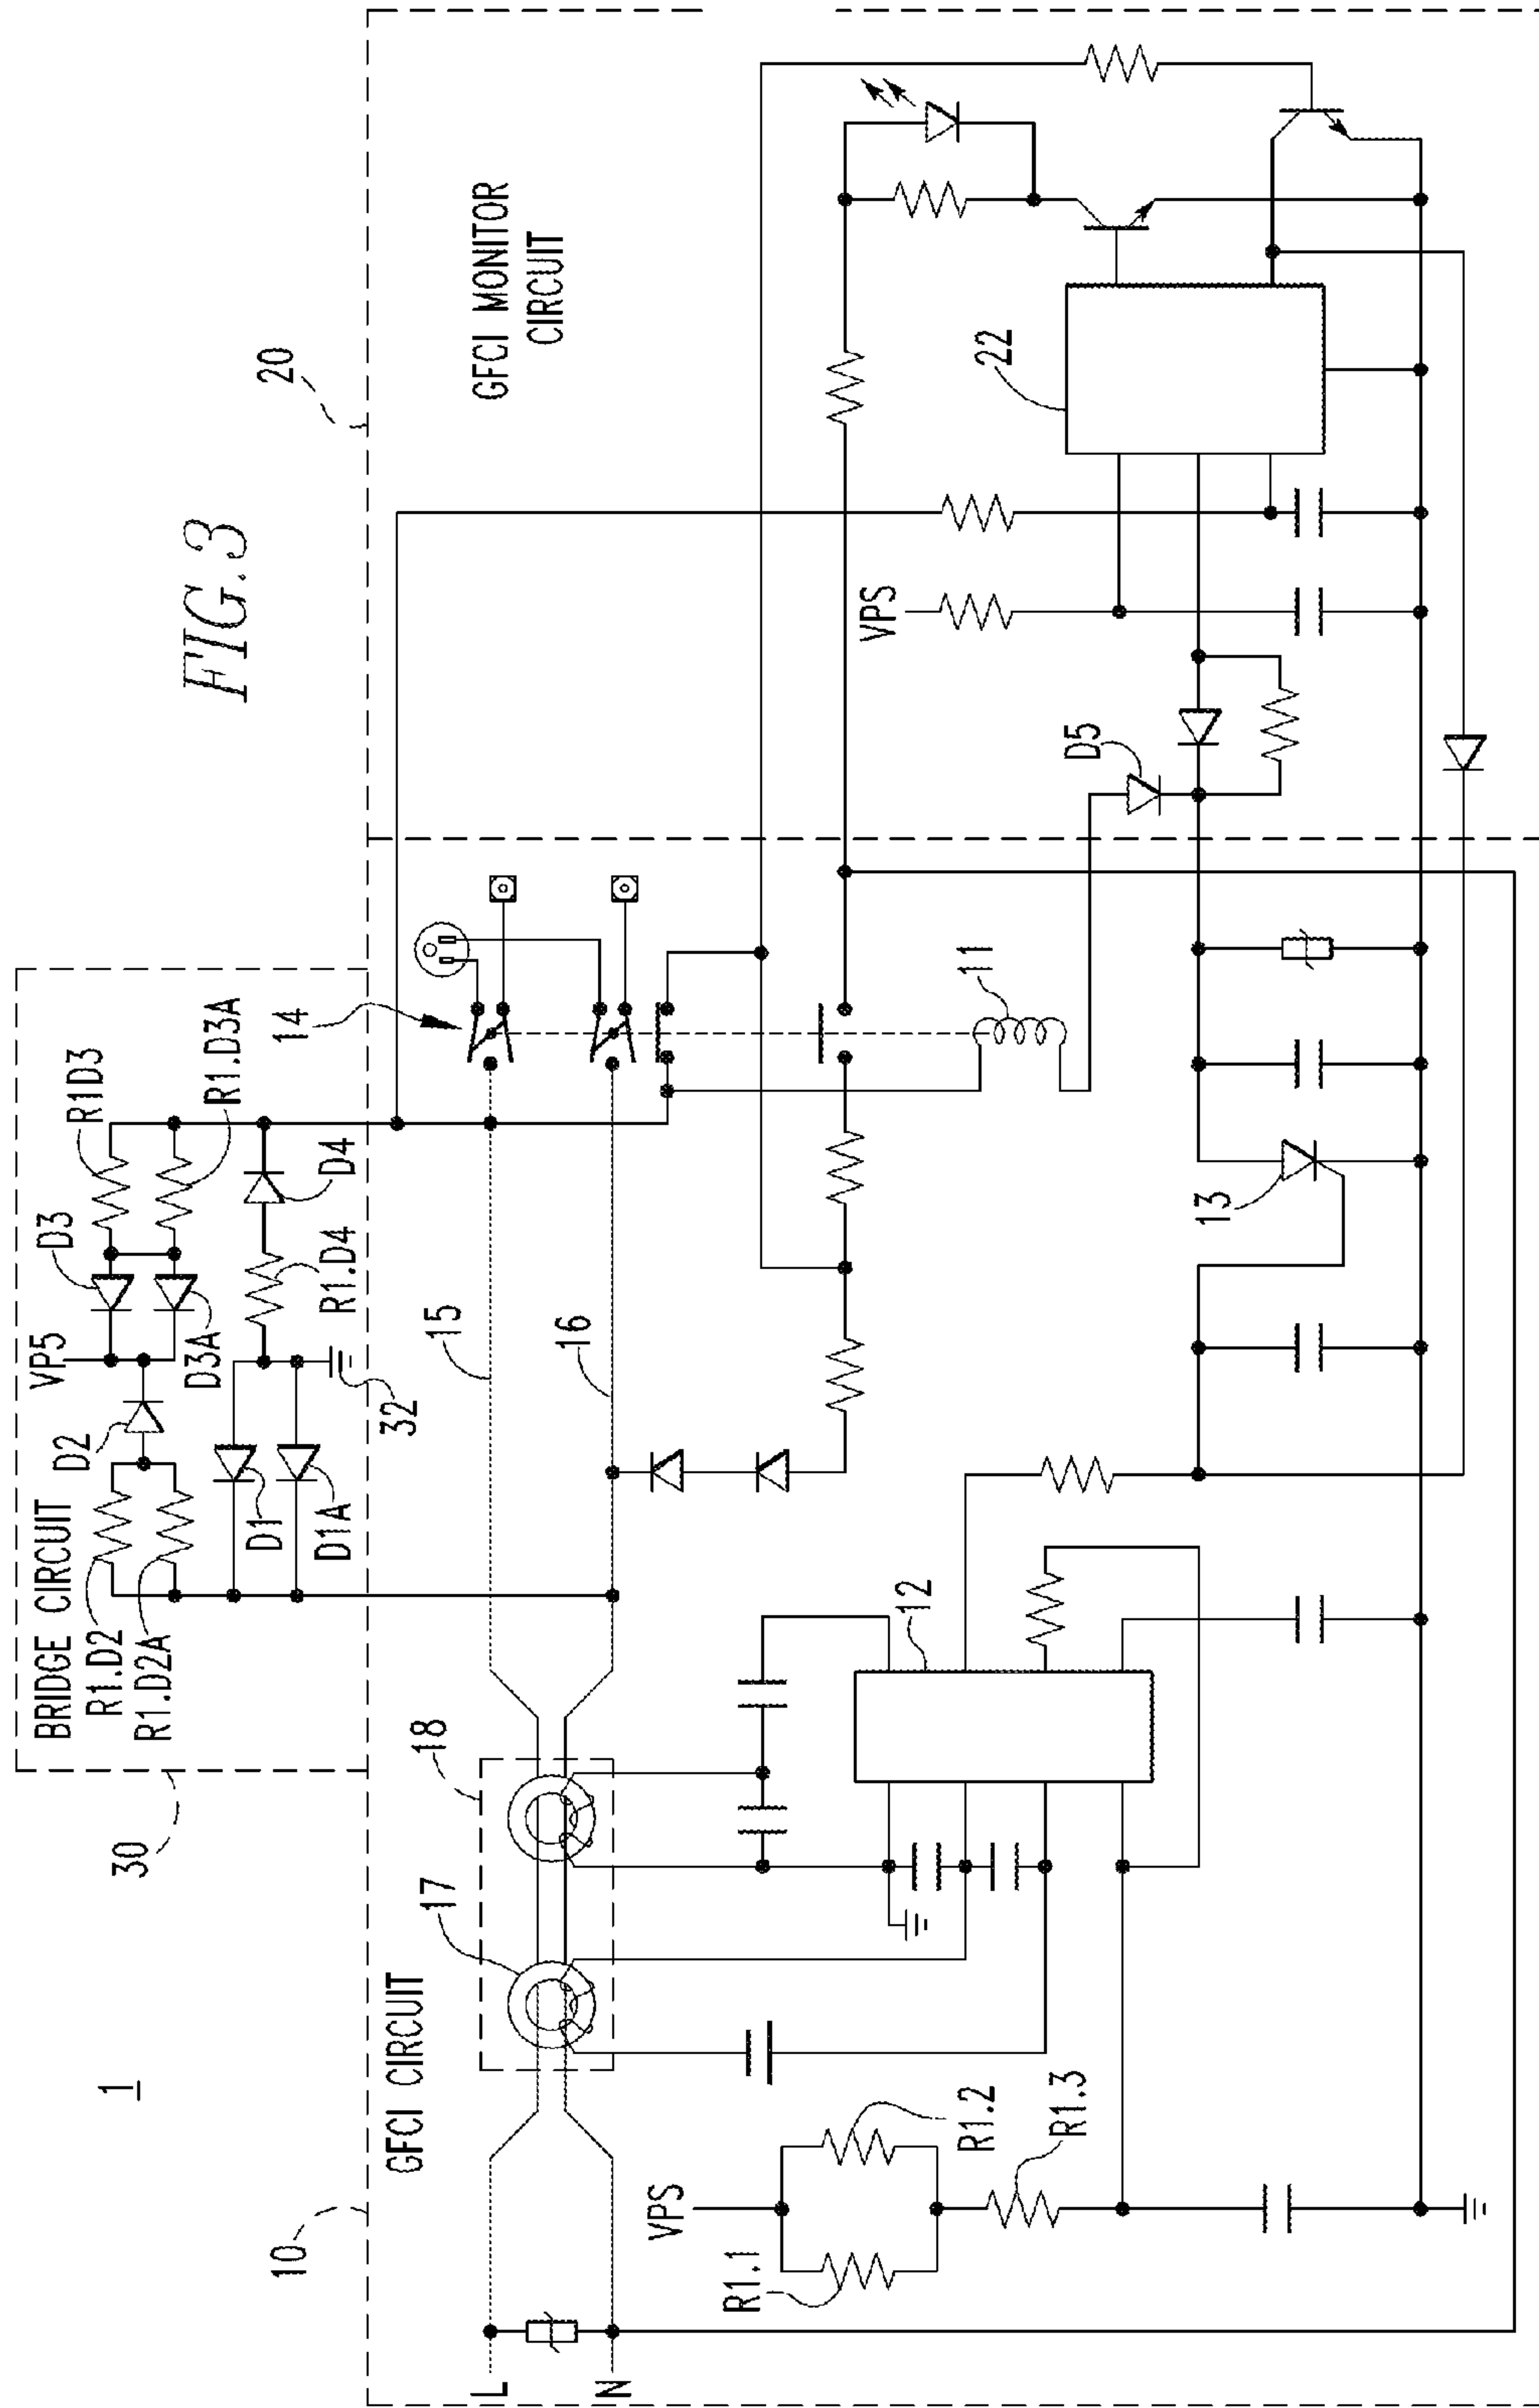 FIG.3
1
30
BRIDGE CIRCUIT
R1.D2
R1.D2A
D2
D1
D1A
VP5
D3
D3A
32
R1D3
R1.D3A
R1.D4
D4
14
20
10
GFCI CIRCUIT
17
18
15
16
L
N
VPS
R1.1
R1.2
R1.3
12
13
11
GFCI MONITOR
CIRCUIT
D5
VPS
22